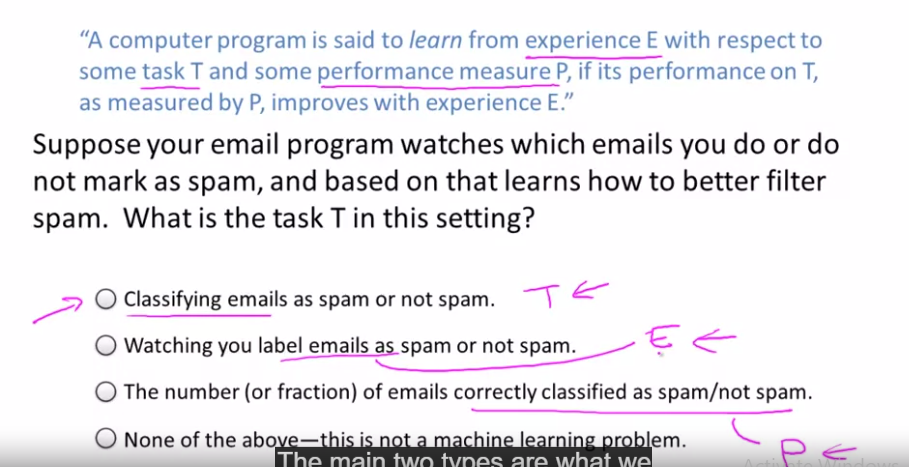 “A computer program is said to learn from experience E with respect to
some task T and some performance measure P, if its performance on T,
as measured by P, improves with experience E.”
Suppose your email program watches which emails you do or do
not mark as spam, and based on that learns how to better filter
spam.  What is the task T in this setting?
Classifying emails as spam or not spam. T
Watching you label emails as spam or not spam. E
The number (or fraction) of emails correctly classified as spam/not spam.
None of the above—this is not a machine learning problem. P
The main two types are what we
Activate Windows